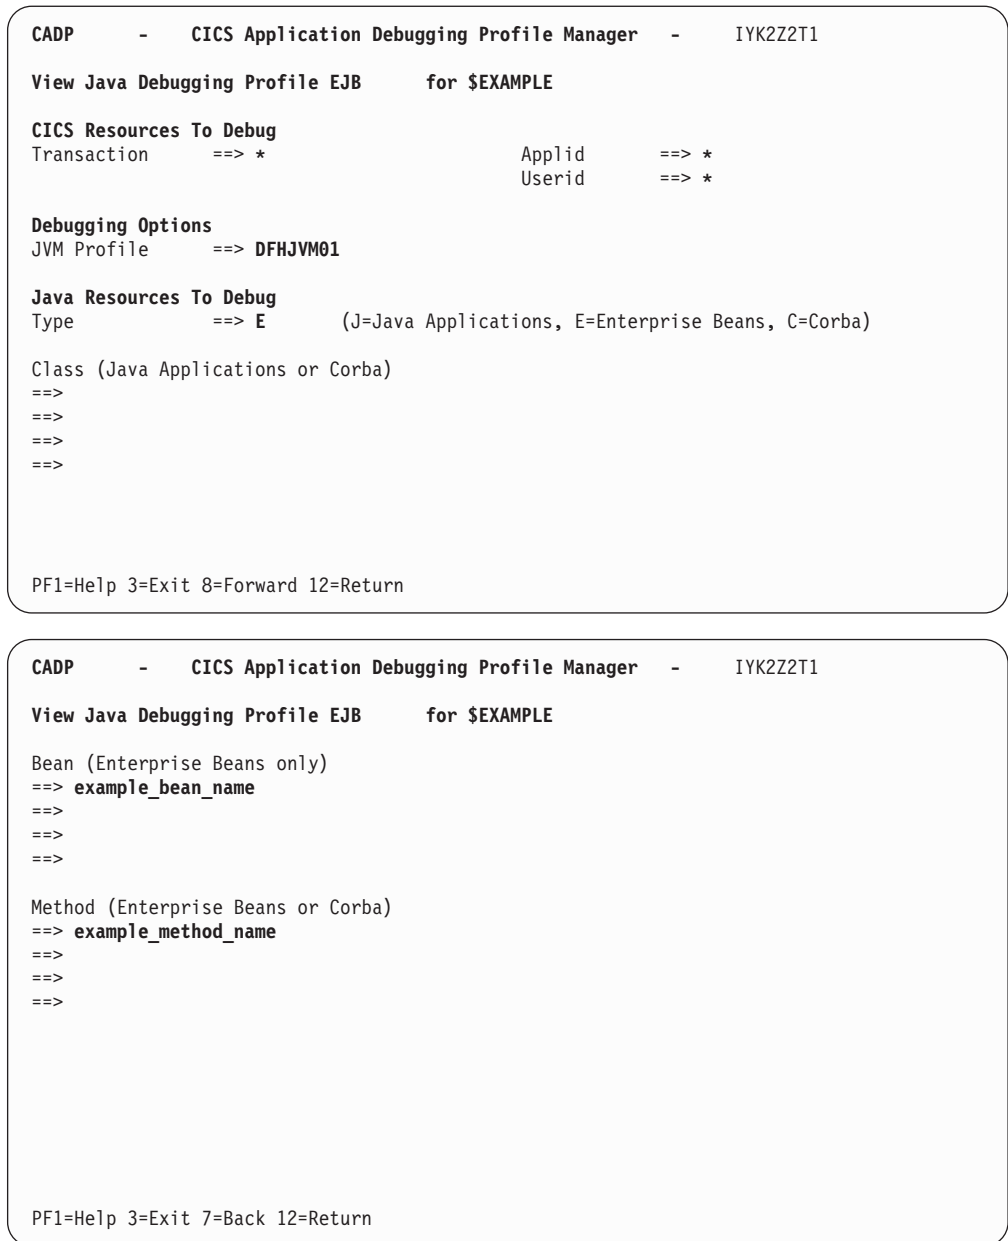 CADP - CICS Application Debugging Profile Manager - IYK2Z2T1
View Java Debugging Profile EJB for $EXAMPLE
CICS Resources To Debug
Transaction ==> * Applid ==> *
Userid ==> *
Debugging Options
JVM Profile ==> DFHJVM01
Java Resources To Debug
Type ==> E (J=Java Applications, E=Enterprise Beans, C=Corba)
Class (Java Applications or Corba)
==>
==>
==>
==>
PF1=Help 3=Exit 8=Forward 12=Return
CADP - CICS Application Debugging Profile Manager - IYK2Z2T1
View Java Debugging Profile EJB for $EXAMPLE
Bean (Enterprise Beans only)
==> example_bean_name
==>
==>
==>
Method (Enterprise Beans or Corba)
==> example_method_name
==>
==>
==>
PF1=Help 3=Exit 7=Back 12=Return